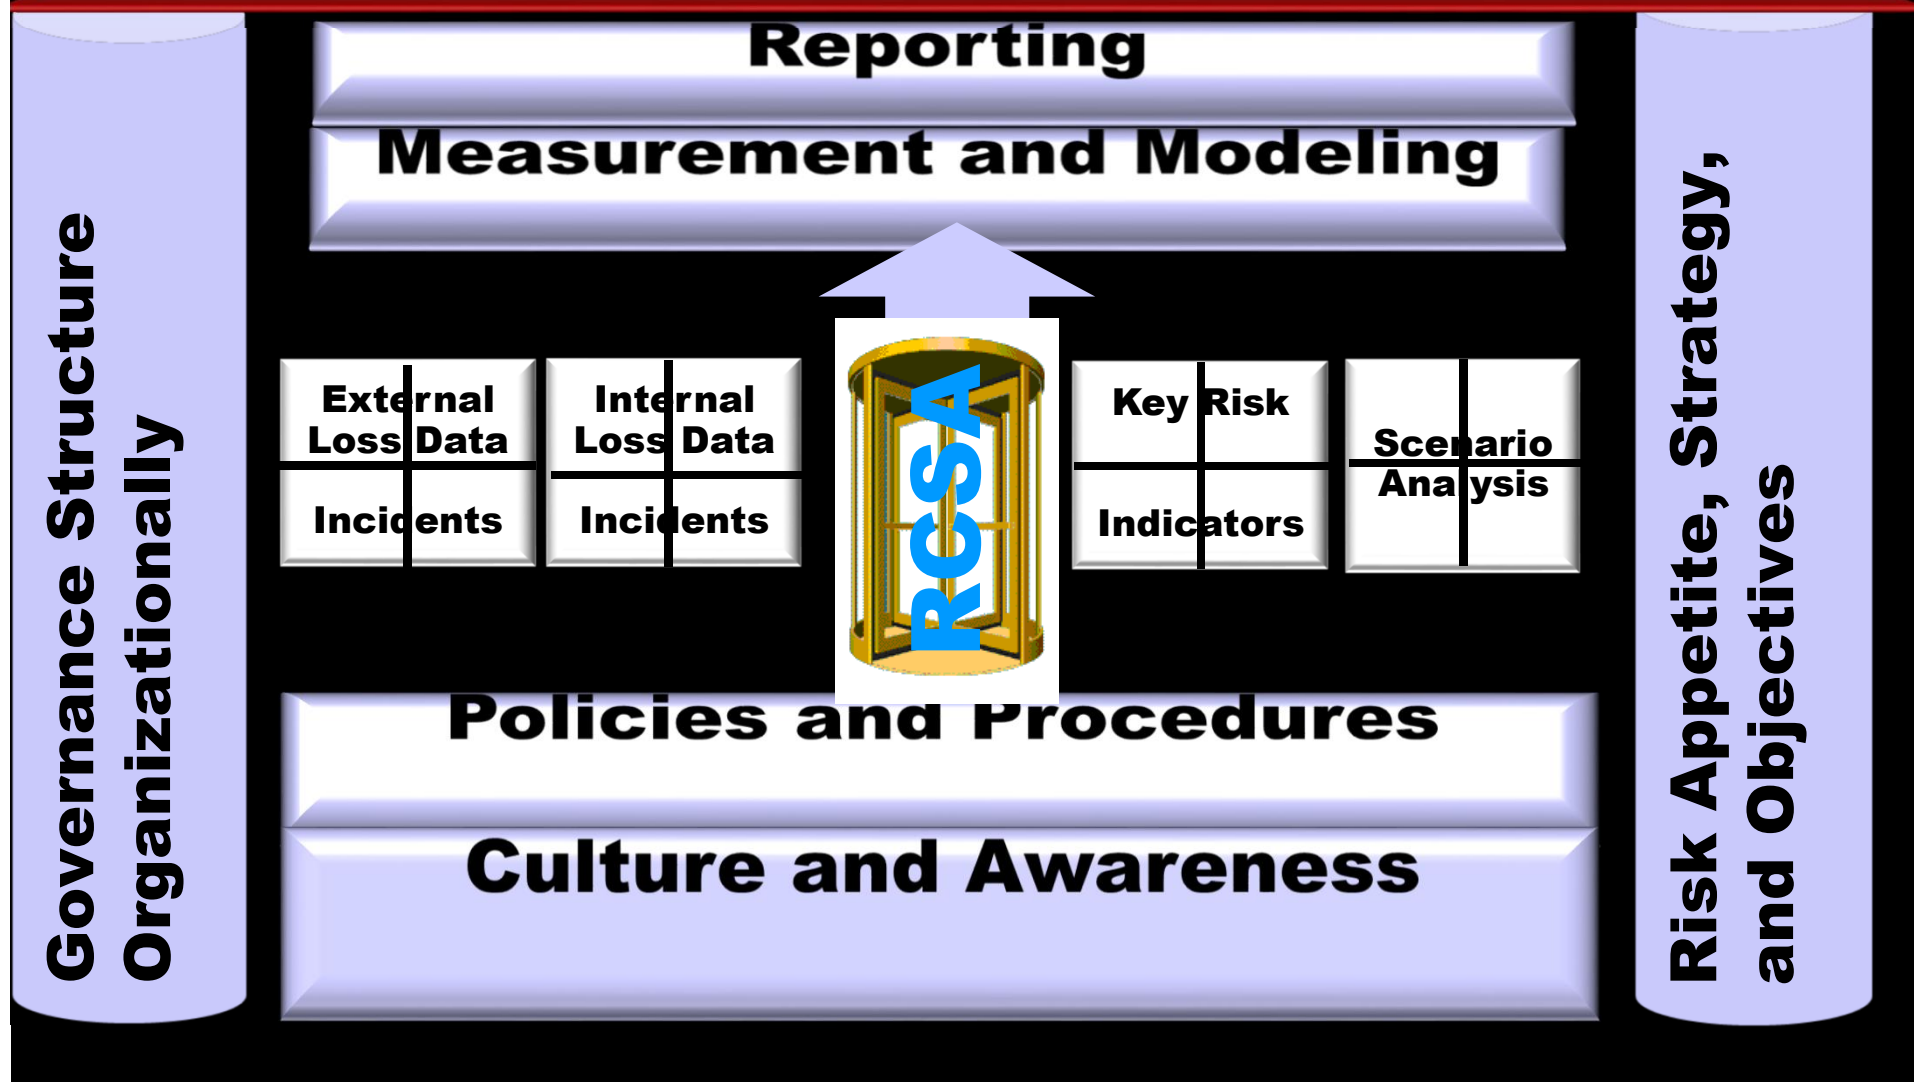 Reporting
Measurement and Modeling
Governance Structure
Organizationally
External
Loss Data
Incidents
Internal
Loss Data
Incidents
RCSA
Key Risk
Indicators
Scenario
Analysis
Risk Appetite, Strategy,
and Objectives
Policies and Procedures
Culture and Awareness